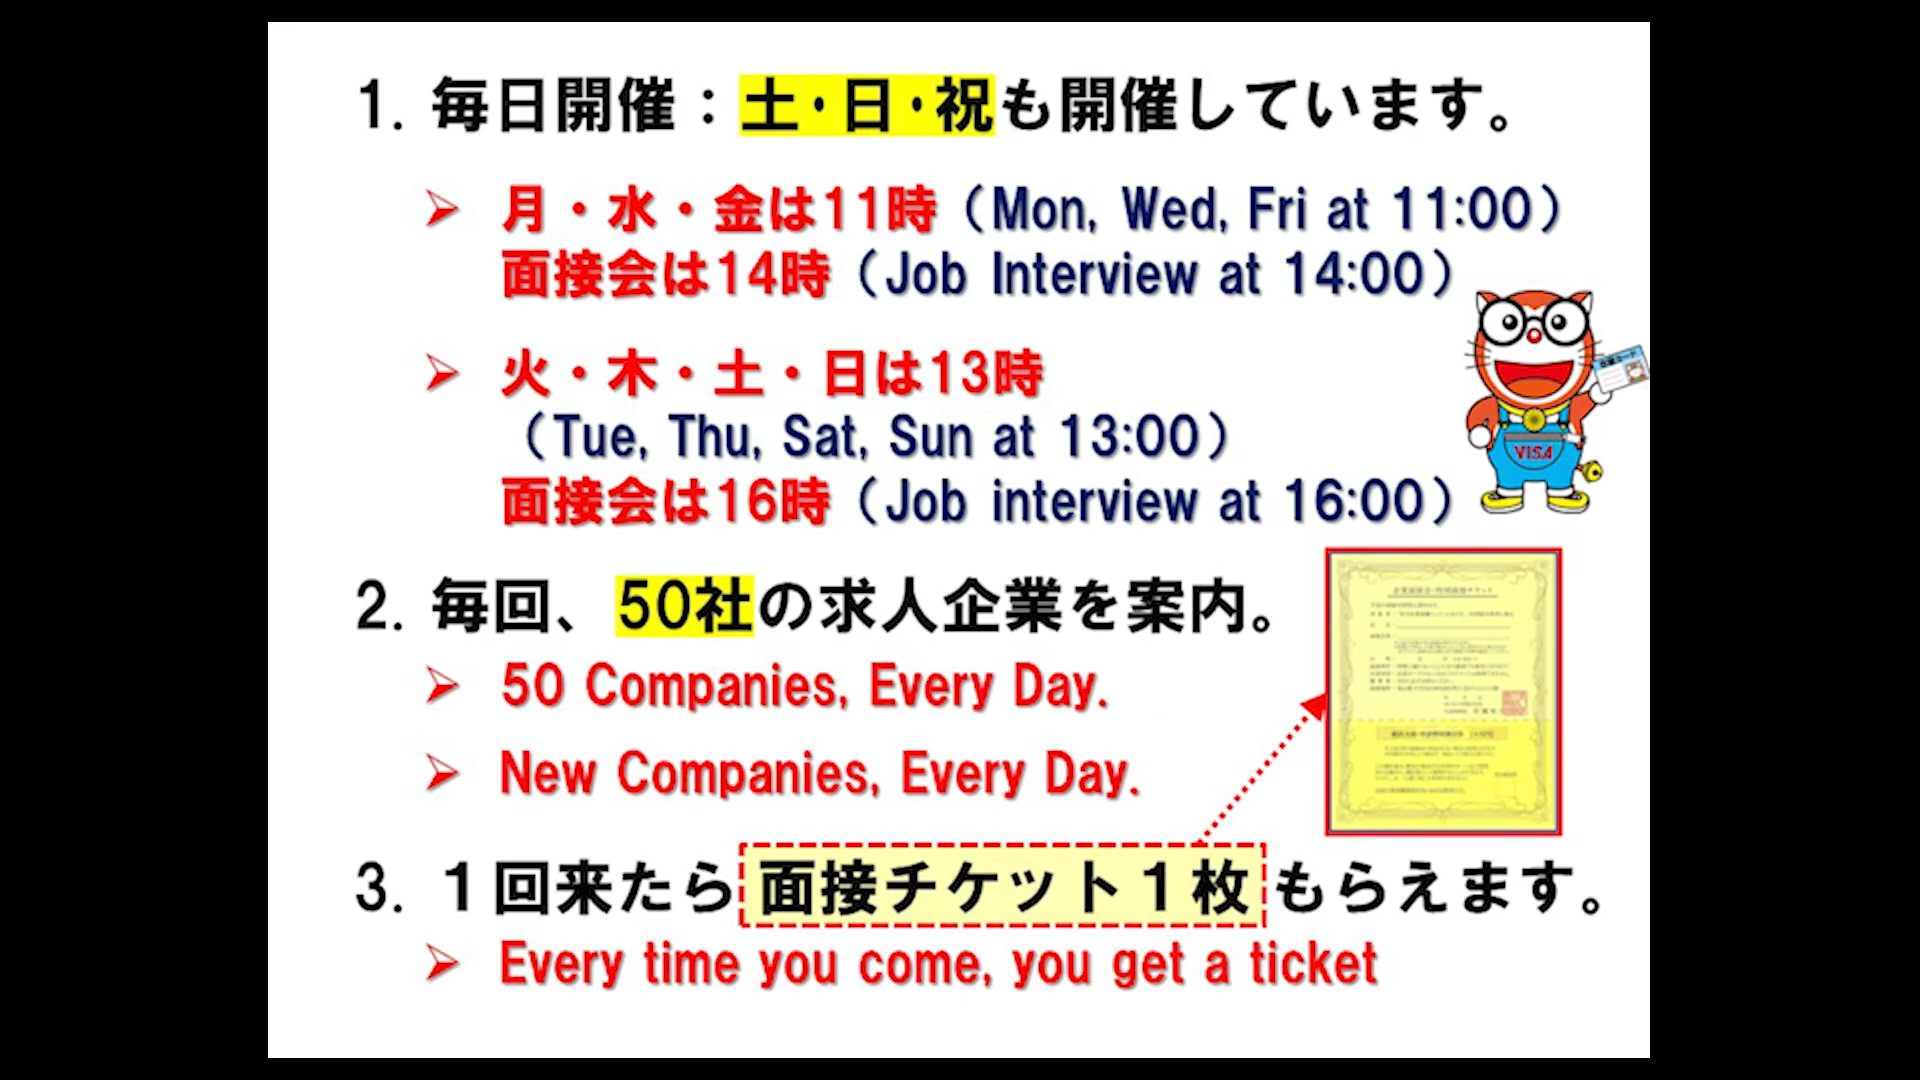 1. 毎日開催：土・日・祝も開催しています。
➢ 月・水・金は11時（Mon, Wed, Fri at 11:00）
面接会は14時（Job Interview at 14:00）
➢ 火・木・土・日は13時
（Tue, Thu, Sat, Sun at 13:00）
面接会は16時（Job interview at 16:00）
VISA
2. 毎回、50社の求人企業を案内。
➢ 50 Companies, Every Day.
➢ New Companies, Every Day.
3. １回来たら面接チケット１枚もらえます。
➢ Every time you come, you get a ticket